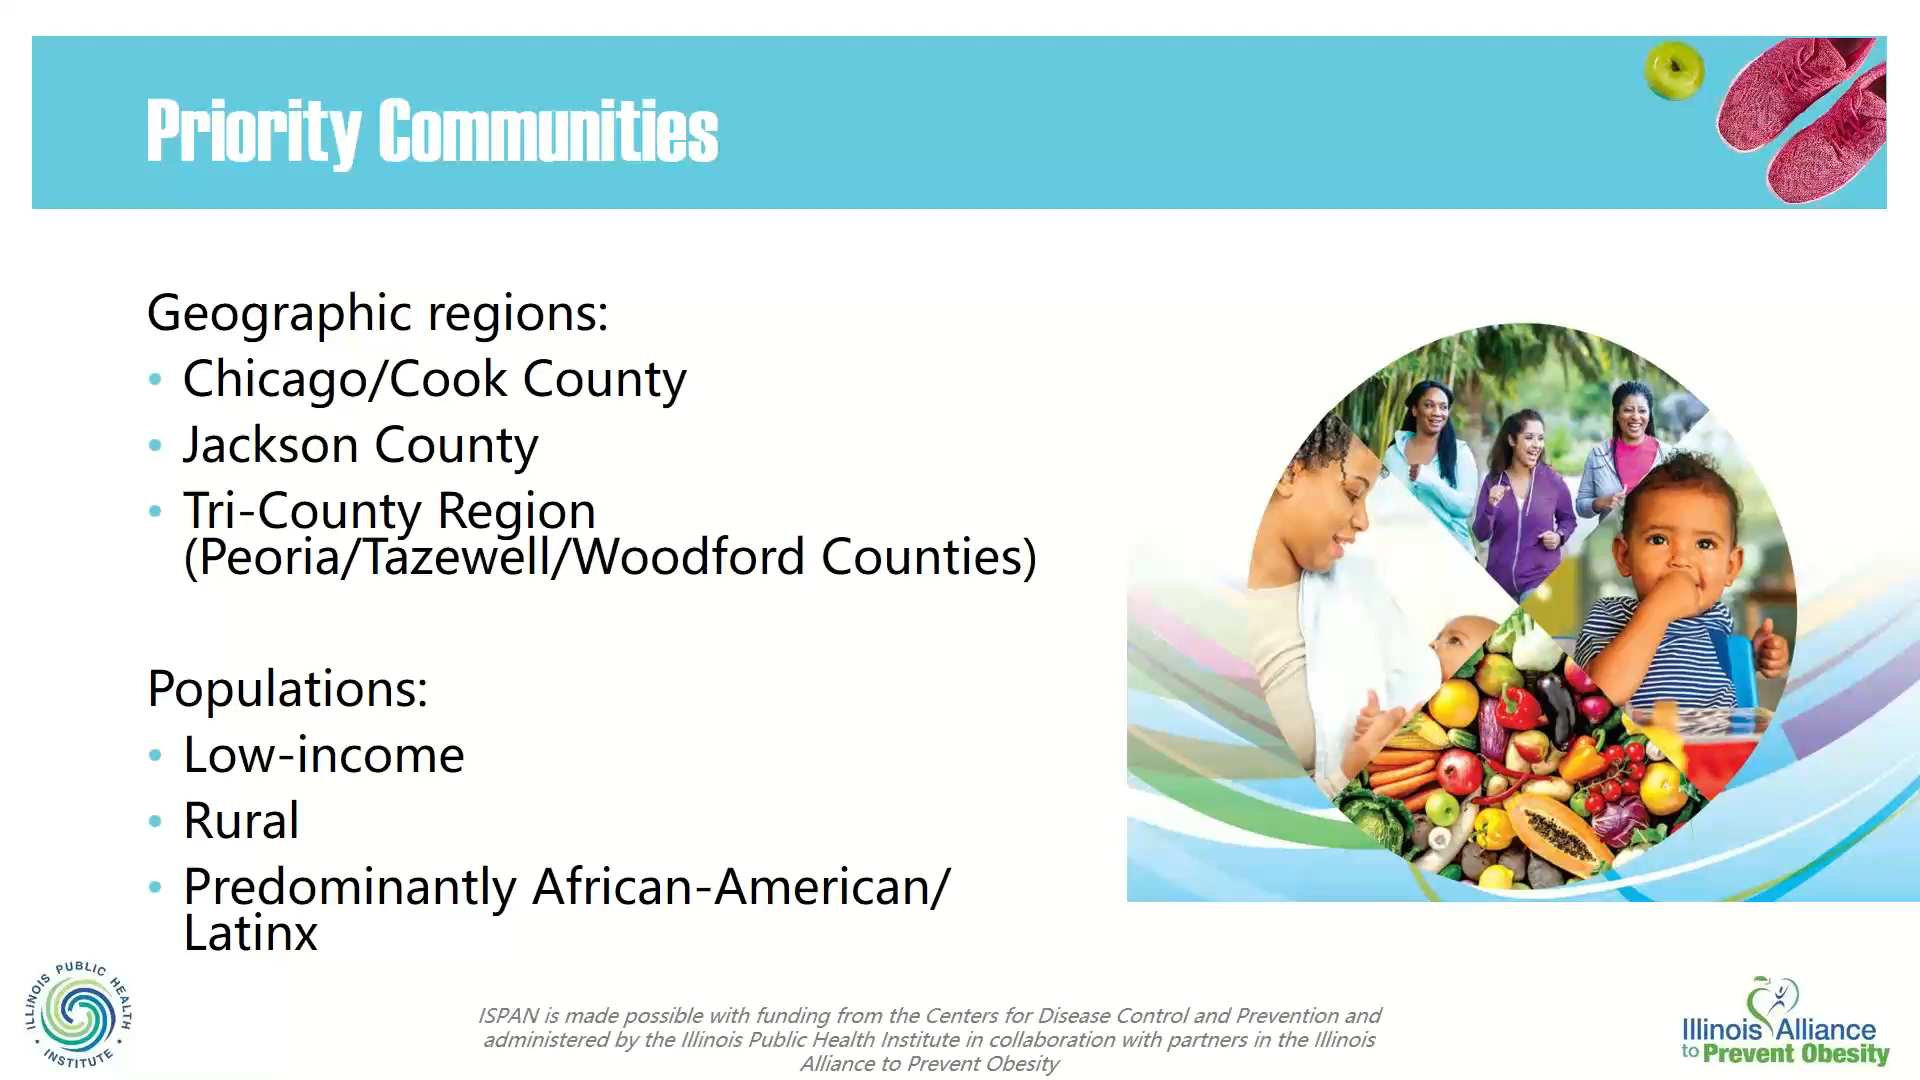 Priority Communities
Geographic regions:
• Chicago/Cook County
• Jackson County
• Tri-County Region
(Peoria/Tazewell/Woodford Counties)
Populations:
• Low-income
• Rural
• Predominantly African-American/
Latinx
ILLINOIS PUBLIC HEALTH
• INSTITUTE •
ISPAN is made possible with funding from the Centers for Disease Control and Prevention and
administered by the Illinois Public Health Institute in collaboration with partners in the Illinois
Alliance to Prevent Obesity
Illinois Alliance
to Prevent Obesity